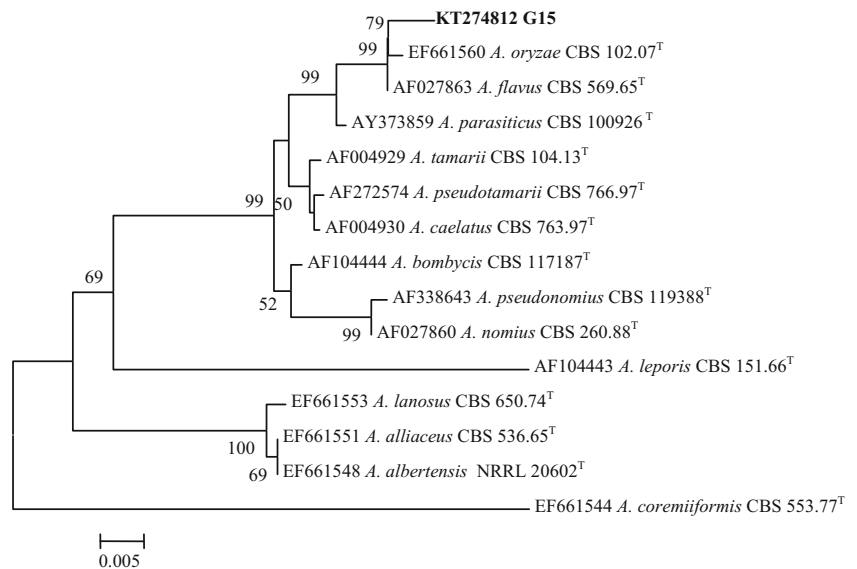 79
KT274812 G15
99
EF661560 A. oryzae CBS 102.07T
99
AF027863 A. flavus CBS 569.65T
AY373859 A. parasiticus CBS 100926 T
AF004929 A. tamarii CBS 104.13T
AF272574 A. pseudotamarii CBS 766.97T
99
50
AF004930 A. caelatus CBS 763.97T
AF104444 A. bombycis CBS 117187T
69
52
AF338643 A. pseudonomius CBS 119388T
99
AF027860 A. nomius CBS 260.88T
AF104443 A. leporis CBS 151.66T
EF661553 A. lanosus CBS 650.74T
EF661551 A. alliaceus CBS 536.65T
100
69
EF661548 A. albertensis NRRL 20602T
EF661544 A. coremiiformis CBS 553.77T
0.005